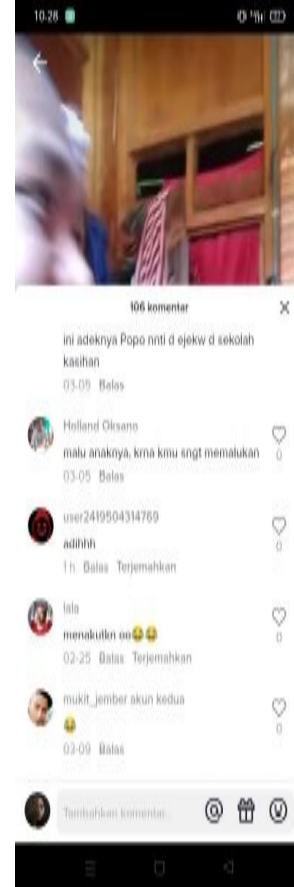 10.28
106 komentar
ini adeknya Popo nnti d ejekw d sekolah
kasihan
03-05 Balas
Holland Oksano
malu anaknya, krna kmu sngt memalukan
0
03-05 Balas
user2419504314769
adihhh
0
1h Balas Terjemahkan
lala
menakutkn oo😂😂
0
02-25 Balas Terjemahkan
mukit_jember akun kedua
😂
0
02-09 Balas
Tambahkan komentar...